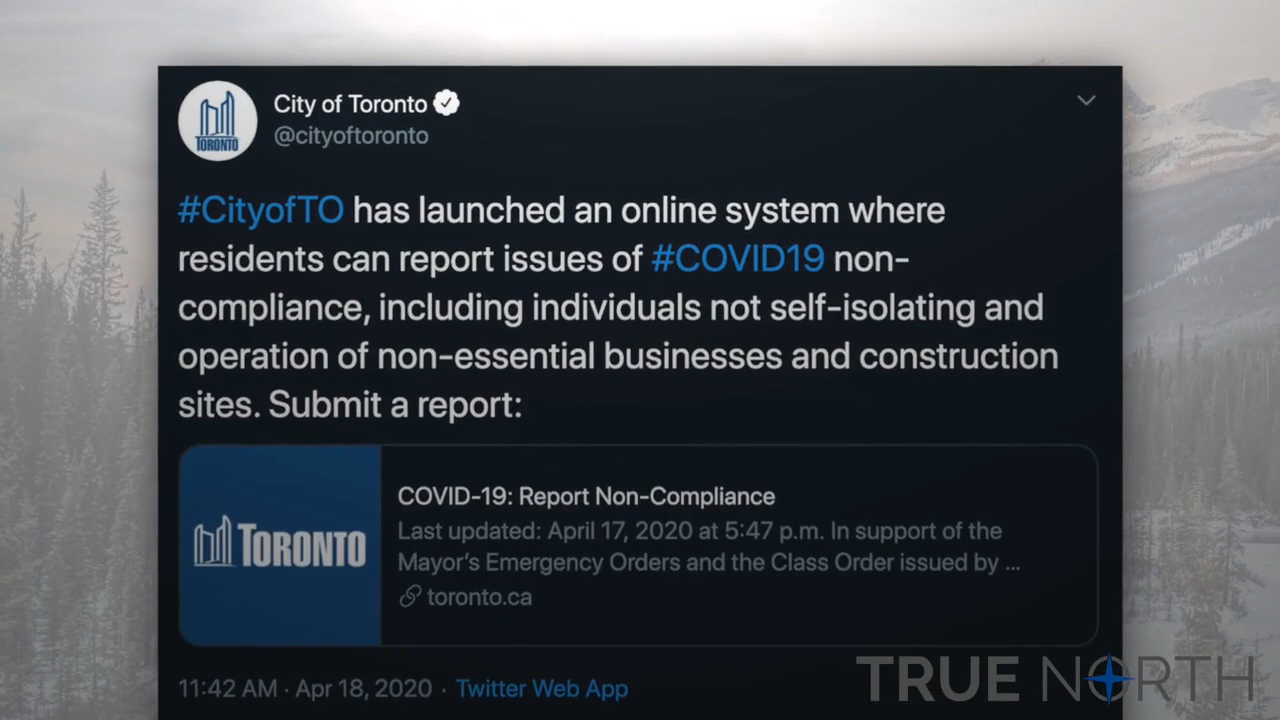 City of Toronto
@cityoftoronto
TORONTO
#CityofTO has launched an online system where
residents can report issues of #COVID19 non-
compliance, including individuals not self-isolating and
operation of non-essential businesses and construction
sites. Submit a report:
COVID-19: Report Non-Compliance
Last updated: April 17, 2020 at 5:47 p.m. In support of the
Mayor's Emergency Orders and the Class Order issued by ...
TORONTO
toronto.ca
11:42 AM · Apr 18, 2020 · Twitter Web App
TRUE NORTH